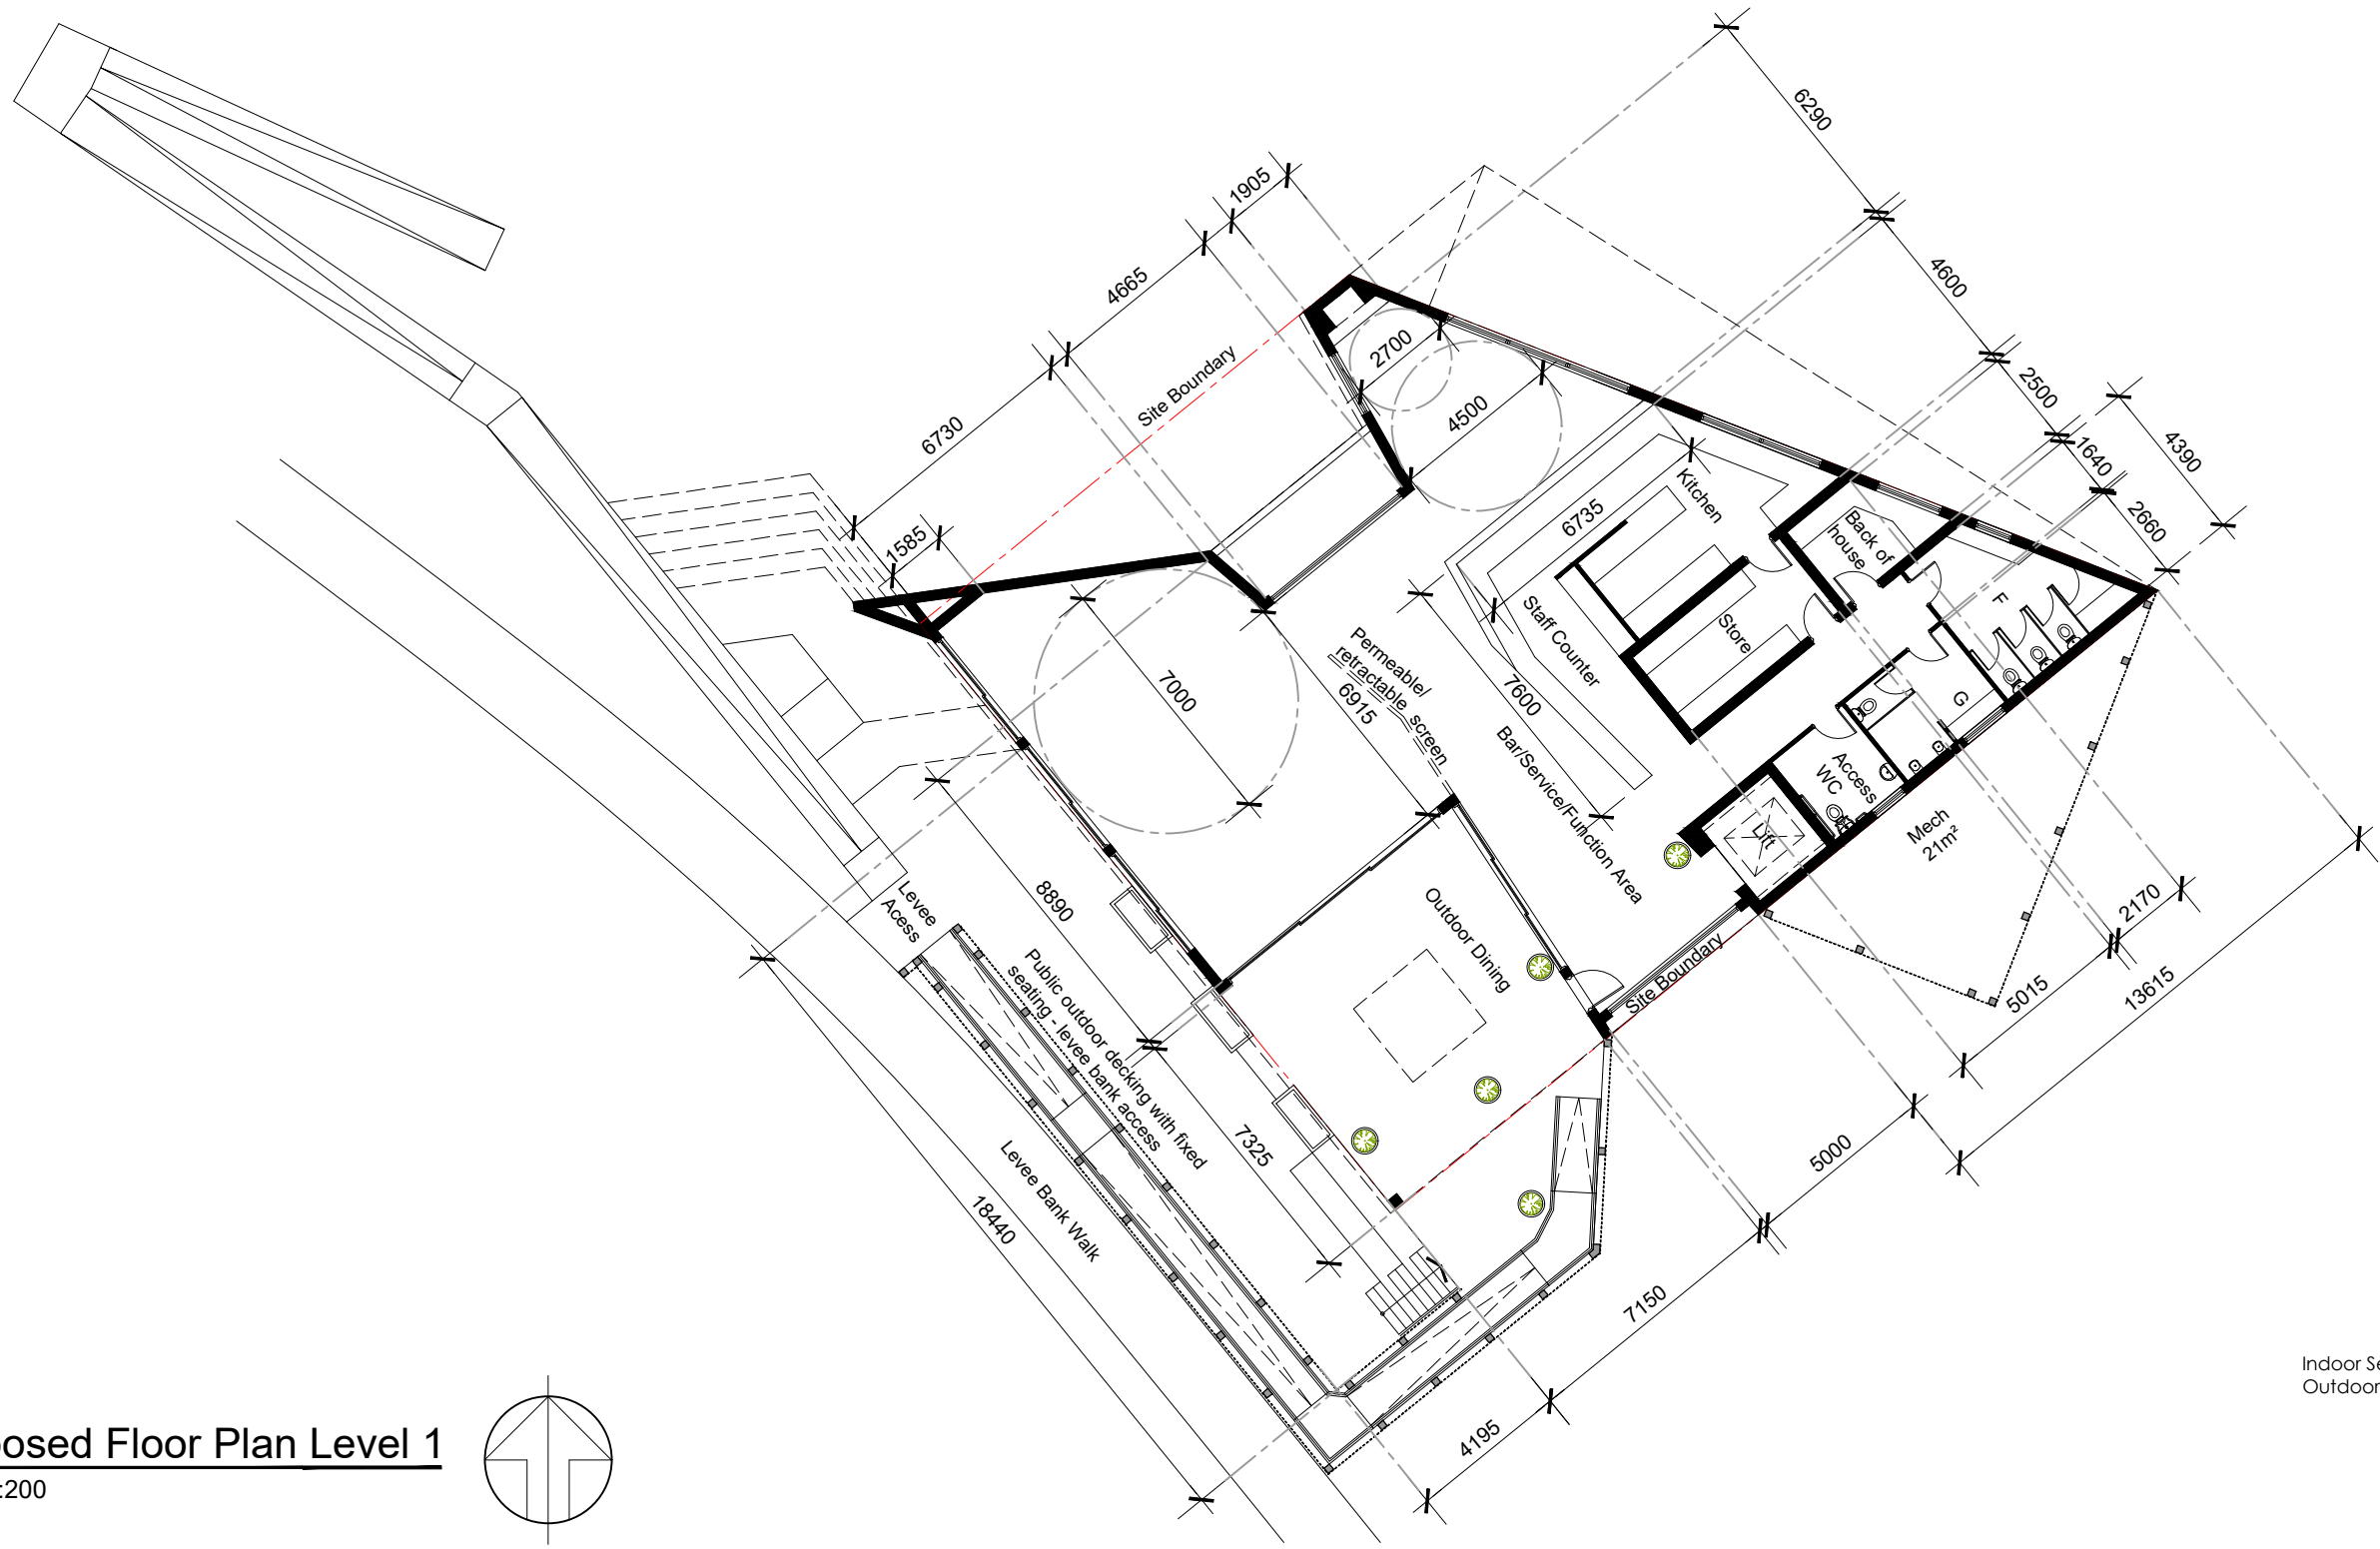 6290
1905
4665
4600
Site Boundary
2700
6730
4500
2500
4390
1640
2660
1585
6735
Kitchen
Back of
house
F
Staff Counter
Store
Permeable/
retractable screen
7000
6915
7600
G
Bar/Service/Function Area
Access
WC
Lift
Mech
21m²
8890
Levee
Acess
Outdoor Dining
Site Boundary
2170
5015
13615
Public outdoor decking with fixed
seating - levee bank access
7325
Levee Bank Walk
5000
18440
7150
4195
Indoor Se
Outdoor
osed Floor Plan Level 1
:200